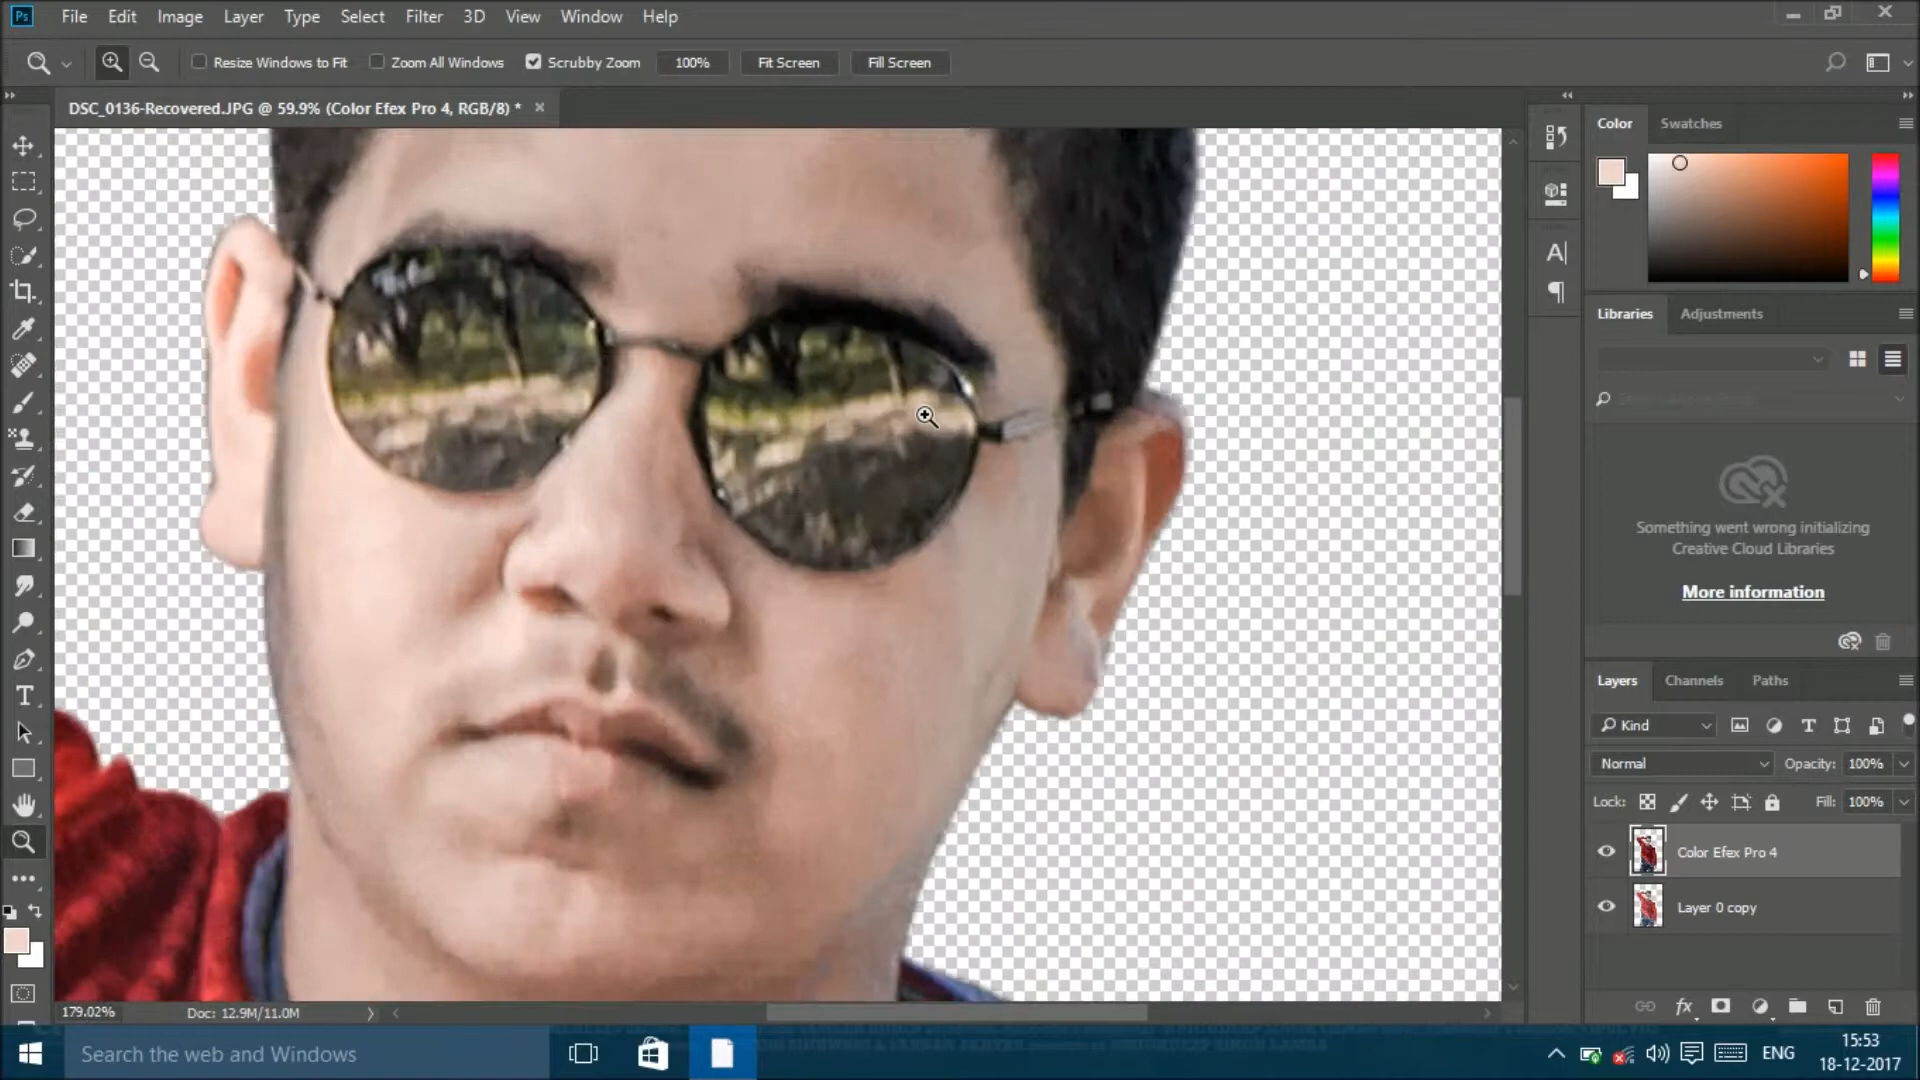 Ps File Edit Image Layer Type Select Filter 3D View Window Help
Resize Windows to Fit Zoom All Windows Scrubby Zoom 100% Fit Screen Fill Screen
DSC_0136-Recovered.JPG @ 59.9% (Color Efex Pro 4, RGB/8) * ×
Color Swatches
Libraries Adjustments
Something went wrong initializing
Creative Cloud Libraries
More information
Layers Channels Paths
Kind
Normal Opacity: 100%
Lock: Fill: 100%
Color Efex Pro 4
Layer 0 copy
fx
179.02% Doc: 12.9M/11.0M
Search the web and Windows
ENG
15:53
18-12-2017